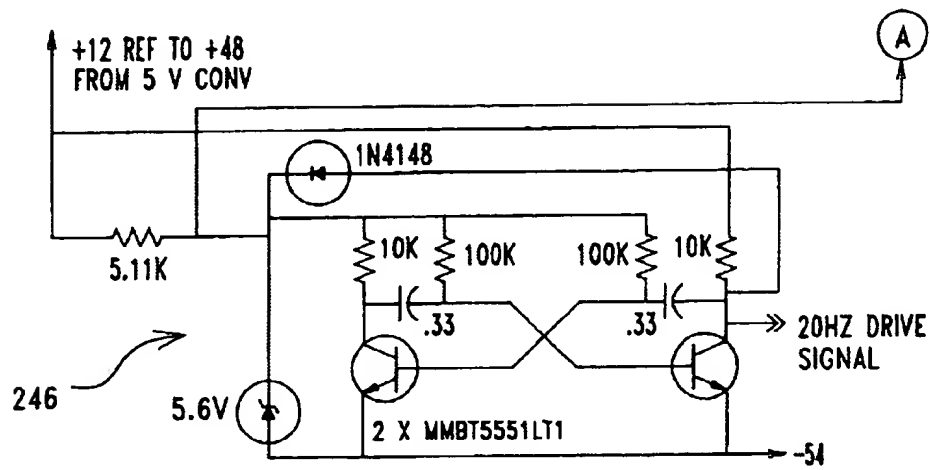 +12 REF TO +48
FROM 5 V CONV
A
1N4148
5.11K
10K
100K
100K
10K
.33
.33
20HZ DRIVE
SIGNAL
246
5.6V
2 X MMBT5551LT1
-54